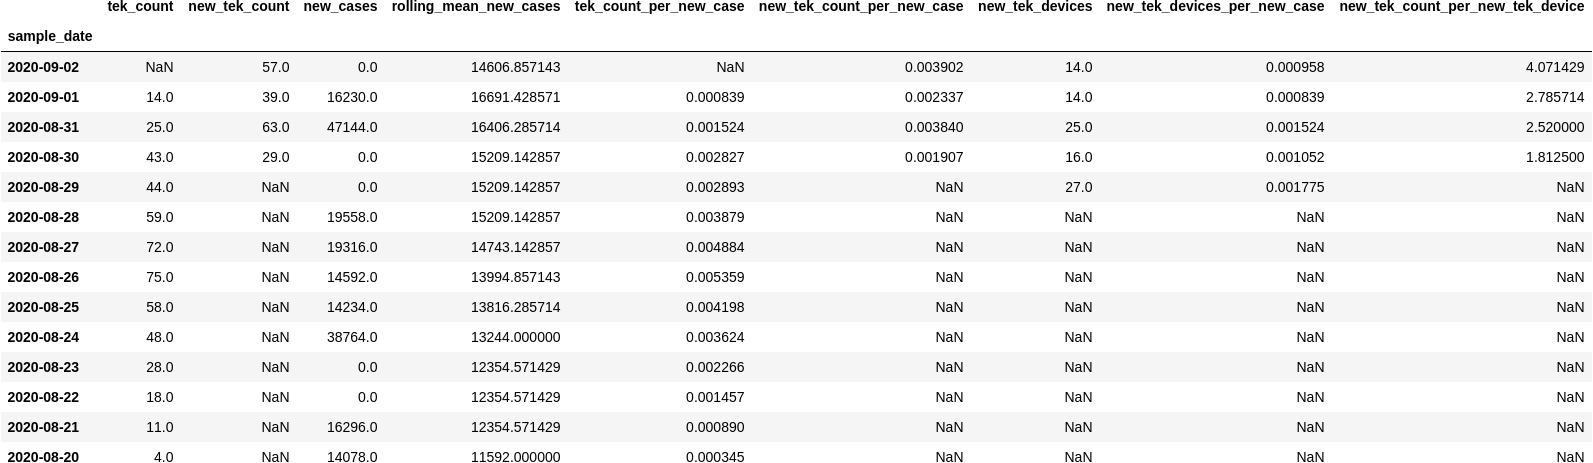 tek_count new_tek_count new_cases rolling_mean_new_cases tek_count_per_new_case new_tek_count_per_new_case new_tek_devices new_tek_devices_per_new_case new_tek_count_per_new_tek_device
sample_date
2020-09-02 NaN 57.0 0.0 14606.857143 NaN 0.003902 14.0 0.000958 4.071429
2020-09-01 14.0 39.0 16230.0 16691.428571 0.000839 0.002337 14.0 0.000839 2.785714
2020-08-31 25.0 63.0 47144.0 16406.285714 0.001524 0.003840 25.0 0.001524 2.520000
2020-08-30 43.0 29.0 0.0 15209.142857 0.002827 0.001907 16.0 0.001052 1.812500
2020-08-29 44.0 NaN 0.0 15209.142857 0.002893 NaN 27.0 0.001775 NaN
2020-08-28 59.0 NaN 19558.0 15209.142857 0.003879 NaN NaN NaN NaN
2020-08-27 72.0 NaN 19316.0 14743.142857 0.004884 NaN NaN NaN NaN
2020-08-26 75.0 NaN 14592.0 13994.857143 0.005359 NaN NaN NaN NaN
2020-08-25 58.0 NaN 14234.0 13816.285714 0.004198 NaN NaN NaN NaN
2020-08-24 48.0 NaN 38764.0 13244.000000 0.003624 NaN NaN NaN NaN
2020-08-23 28.0 NaN 0.0 12354.571429 0.002266 NaN NaN NaN NaN
2020-08-22 18.0 NaN 0.0 12354.571429 0.001457 NaN NaN NaN NaN
2020-08-21 11.0 NaN 16296.0 12354.571429 0.000890 NaN NaN NaN NaN
2020-08-20 4.0 NaN 14078.0 11592.000000 0.000345 NaN NaN NaN NaN